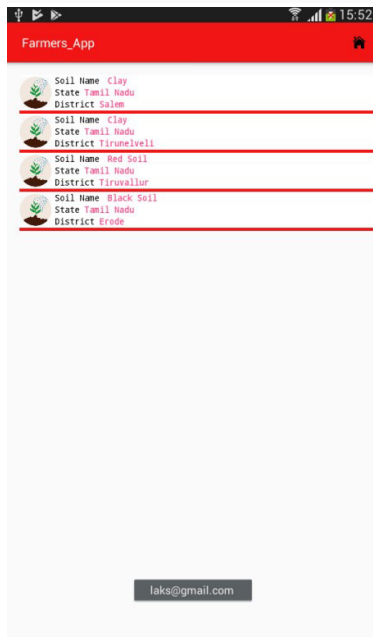 15:52
Farmers_App
Soil Name Clay
State Tamil Nadu
District Salem
Soil Name Clay
State Tamil Nadu
District Tirunelveli
Soil Name Red Soil
State Tamil Nadu
District Tiruvallur
Soil Name Black Soil
State Tamil Nadu
District Erode
laks@gmail.com